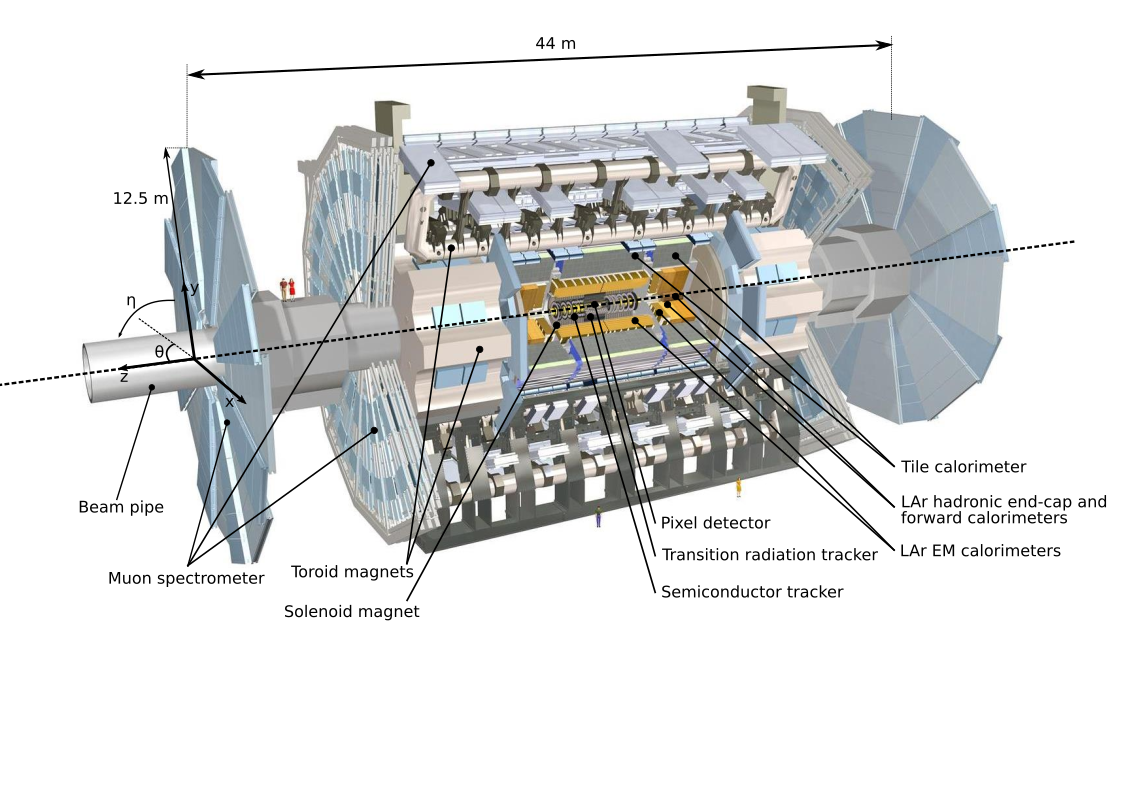 44 m
12.5 m
η
y
θ
z
x
Tile calorimeter
LAr hadronic end-cap and
forward calorimeters
Beam pipe
Pixel detector
LAr EM calorimeters
Transition radiation tracker
Toroid magnets
Muon spectrometer
Semiconductor tracker
Solenoid magnet